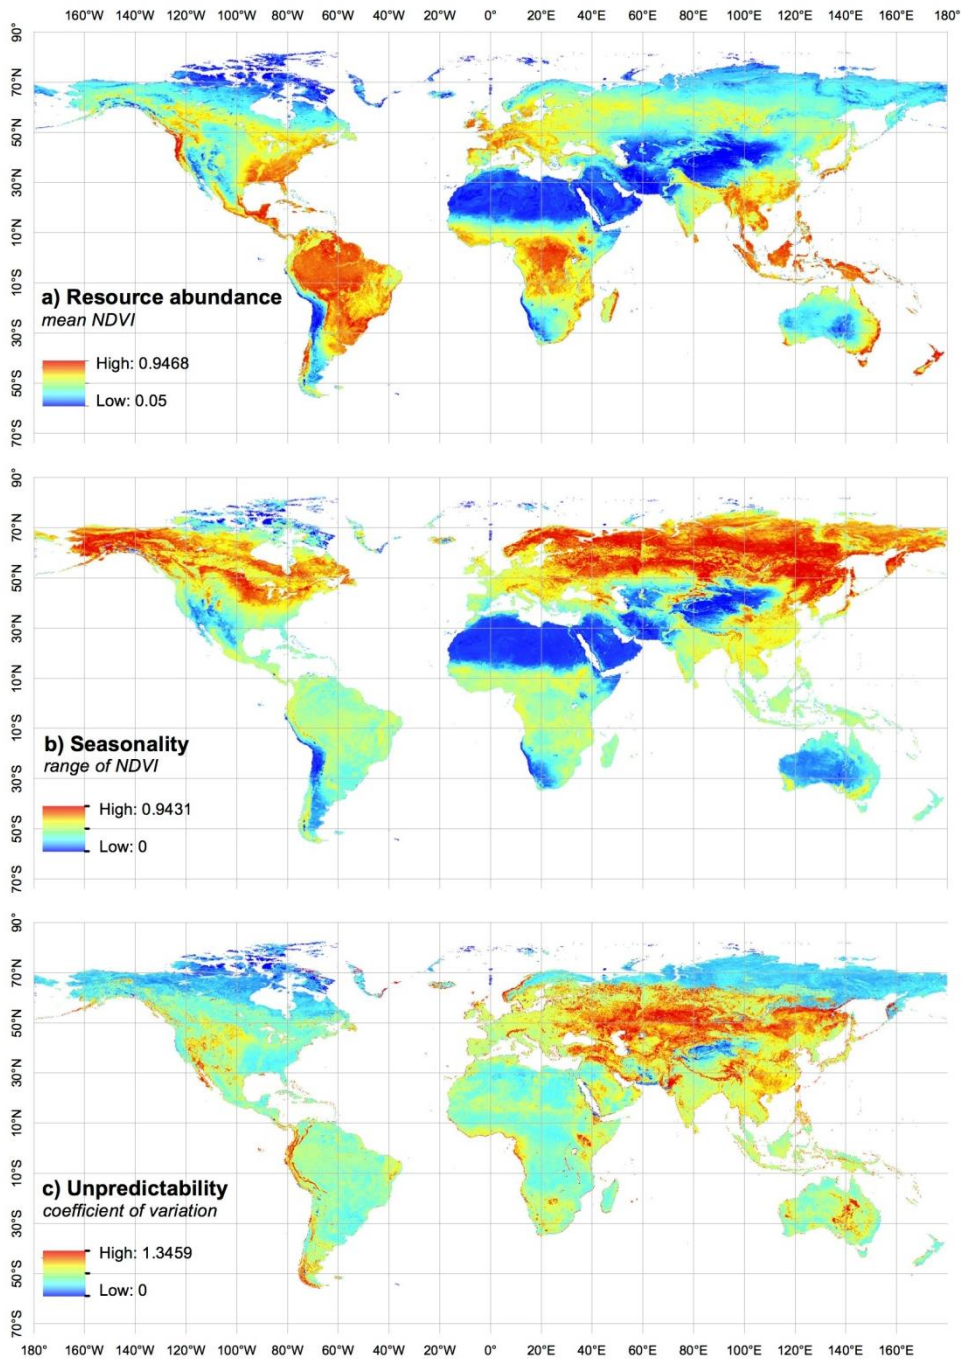 160°W 140°W 120°W 100°W 80°W 60°W 40°W 20°W 0° 20°E 40°E 60°E 80°E 100°E 120°E 140°E 160°E 180°
90°
70°N
50°N
30°N
10°N
10°S
30°S
50°S
70°S
a) Resource abundance
mean NDVI
High: 0.9468
Low: 0.05
90°
70°N
50°N
30°N
10°N
10°S
30°S
50°S
70°S
b) Seasonality
range of NDVI
High: 0.9431
Low: 0
90°
70°N
50°N
30°N
10°N
10°S
30°S
50°S
70°S
c) Unpredictability
coefficient of variation
High: 1.3459
Low: 0
180° 160°W 140°W 120°W 100°W 80°W 60°W 40°W 20°W 0° 20°E 40°E 60°E 80°E 100°E 120°E 140°E 160°E